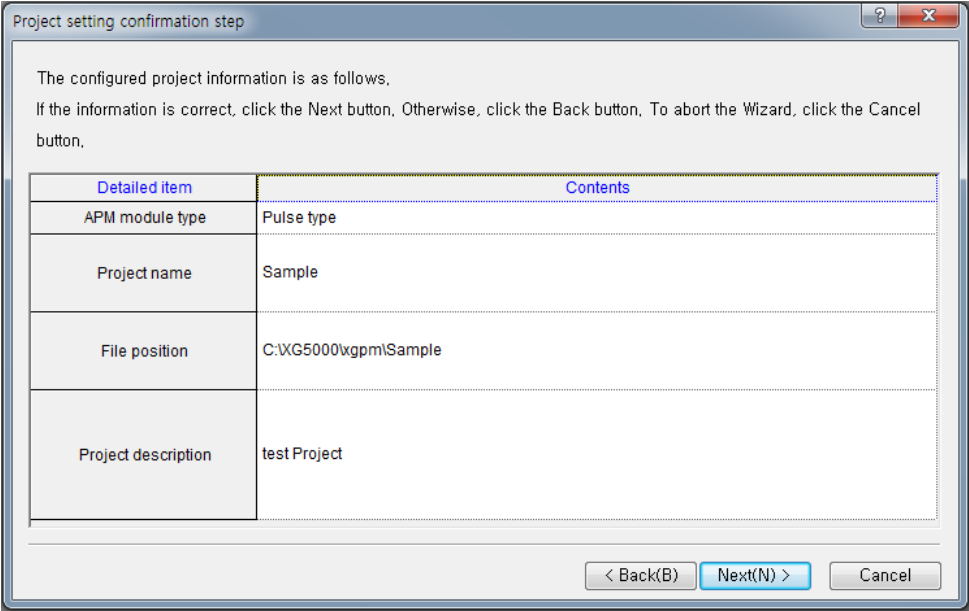 Project setting confirmation step
The configured project information is as follows,
If the information is correct, click the Next button, Otherwise, click the Back button, To abort the Wizard, click the Cancel
button,
Detailed item Contents
APM module type Pulse type
Project name Sample
File position C:\XG5000\xgpm\Sample
Project description test Project
< Back(B) Next(N) > Cancel